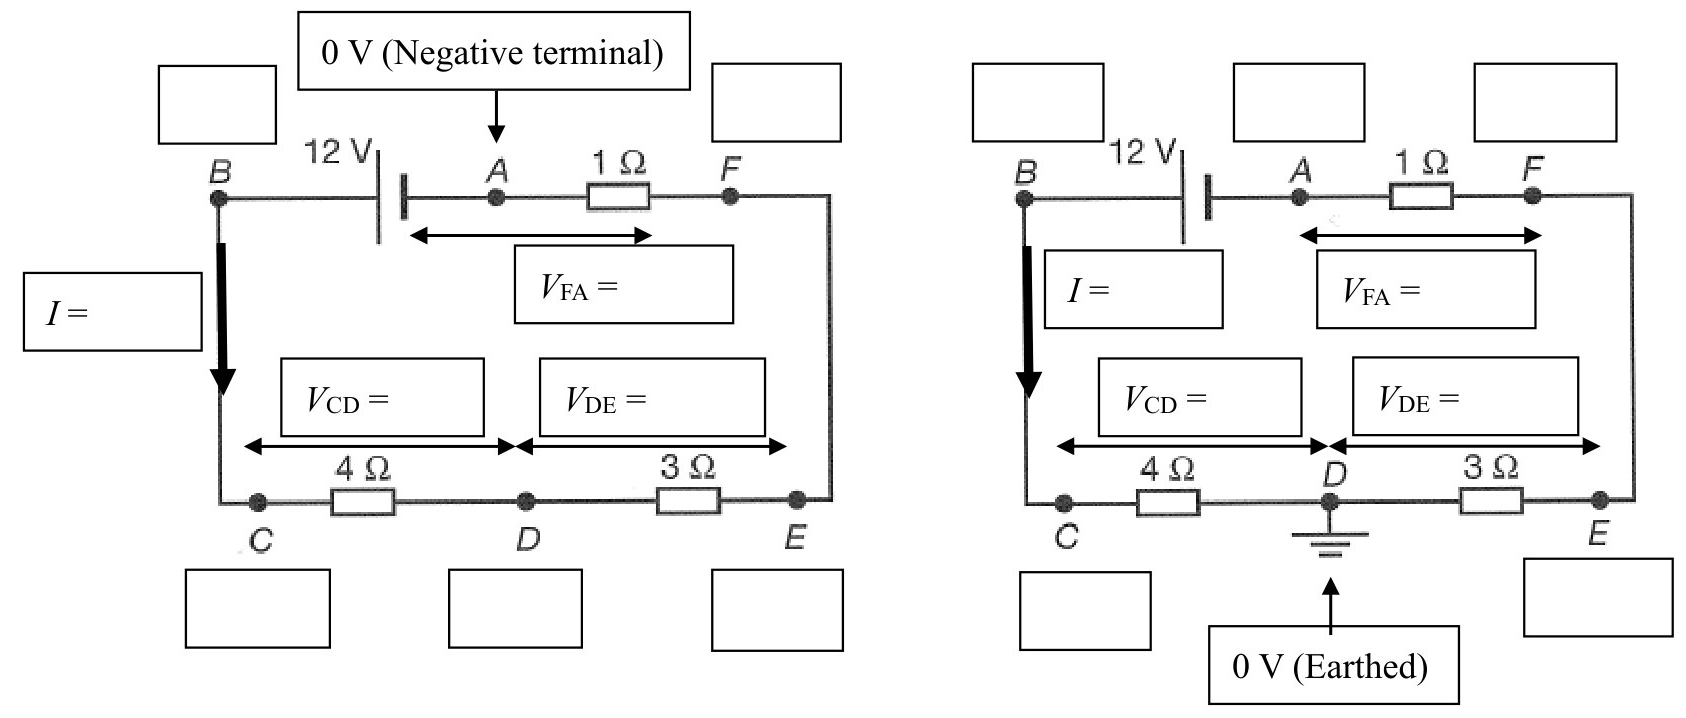 0 V (Negative terminal)
B
12 V
A
1 Ω
F
I =
V_FA =
V_CD =
V_DE =
4 Ω
3 Ω
C
D
E
B
12 V
A
1 Ω
F
I =
V_FA =
V_CD =
V_DE =
4 Ω
D
3 Ω
C
E
0 V (Earthed)